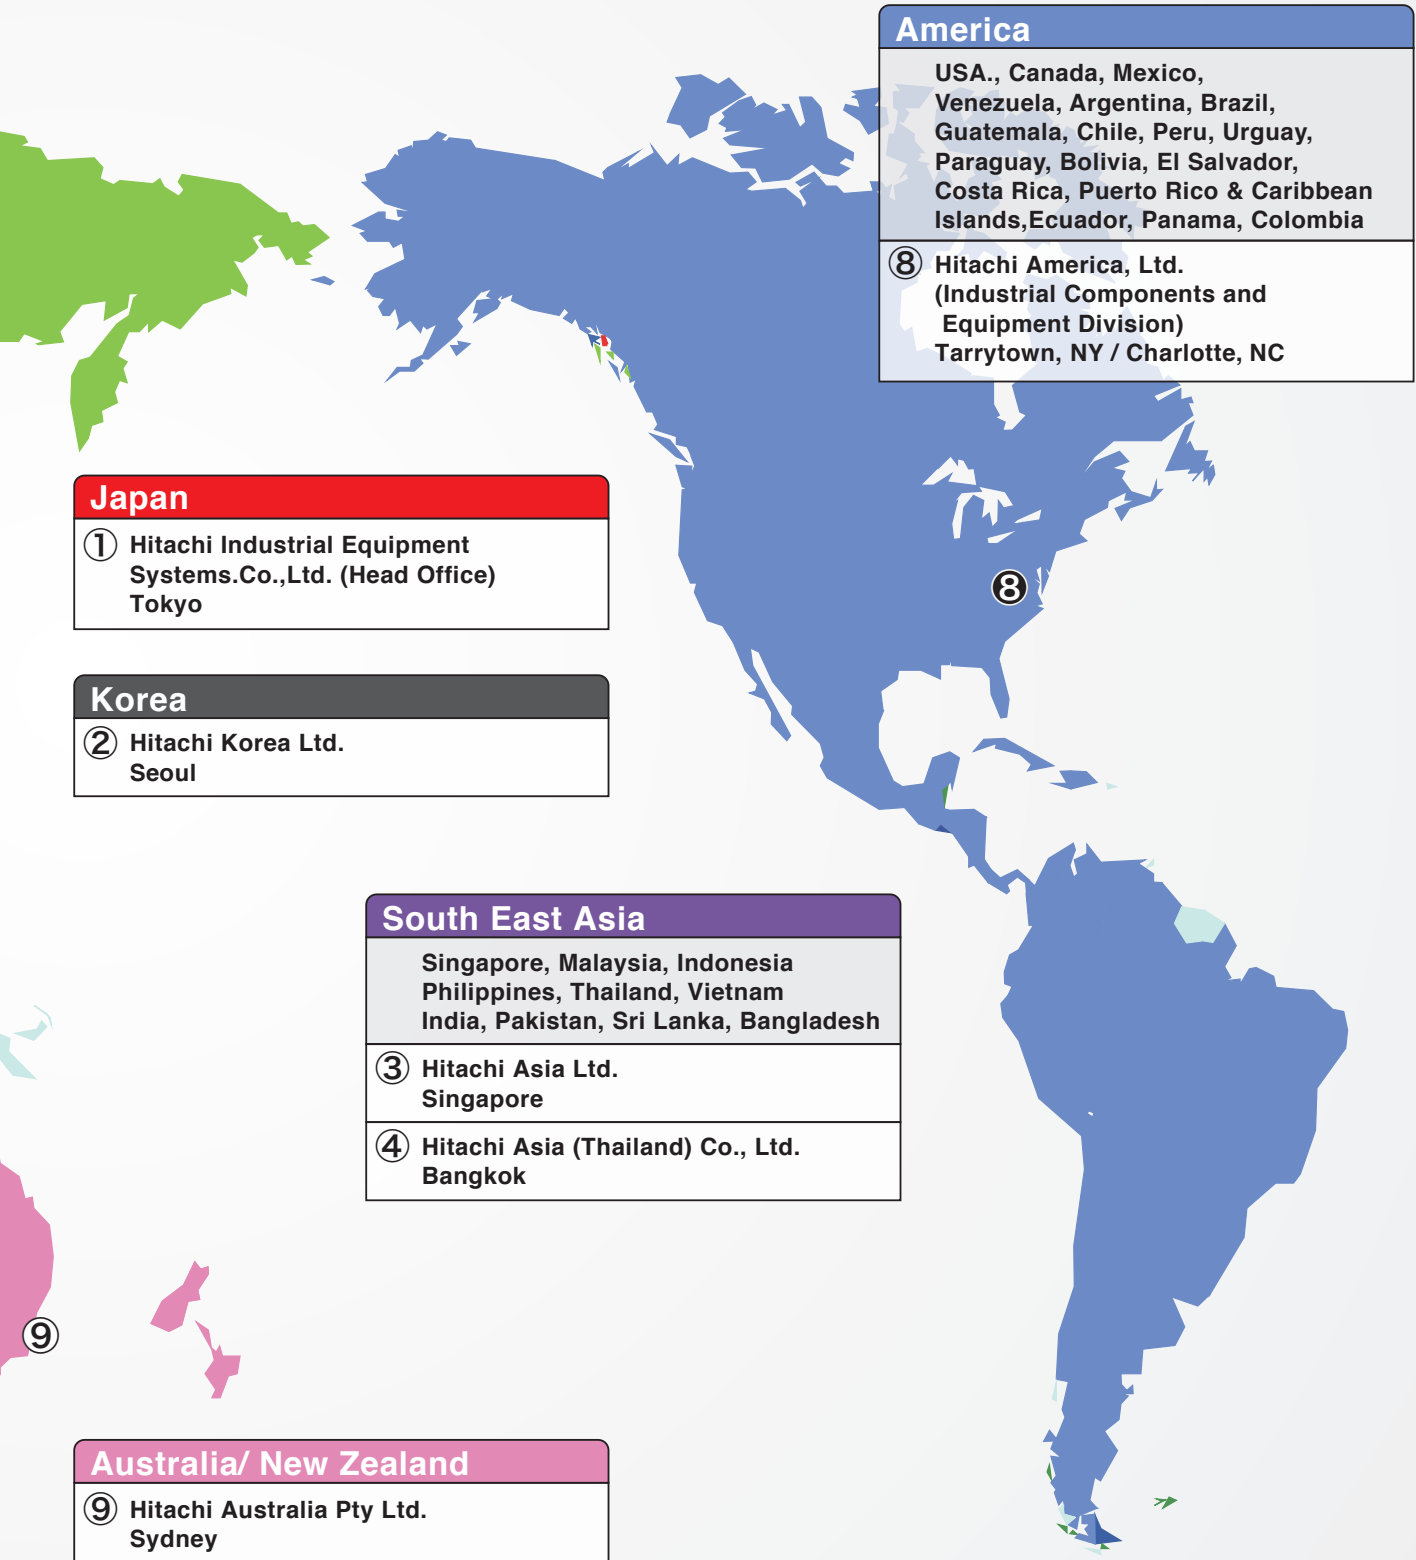 America
USA., Canada, Mexico,
Venezuela, Argentina, Brazil,
Guatemala, Chile, Peru, Urguay,
Paraguay, Bolivia, El Salvador,
Costa Rica, Puerto Rico & Caribbean
Islands,Ecuador, Panama, Colombia
⑧ Hitachi America, Ltd.
(Industrial Components and
Equipment Division)
Tarrytown, NY / Charlotte, NC
Japan
① Hitachi Industrial Equipment
Systems.Co.,Ltd. (Head Office)
Tokyo
❽
Korea
② Hitachi Korea Ltd.
Seoul
South East Asia
Singapore, Malaysia, Indonesia
Philippines, Thailand, Vietnam
India, Pakistan, Sri Lanka, Bangladesh
③ Hitachi Asia Ltd.
Singapore
④ Hitachi Asia (Thailand) Co., Ltd.
Bangkok
⑨
Australia/ New Zealand
⑨ Hitachi Australia Pty Ltd.
Sydney